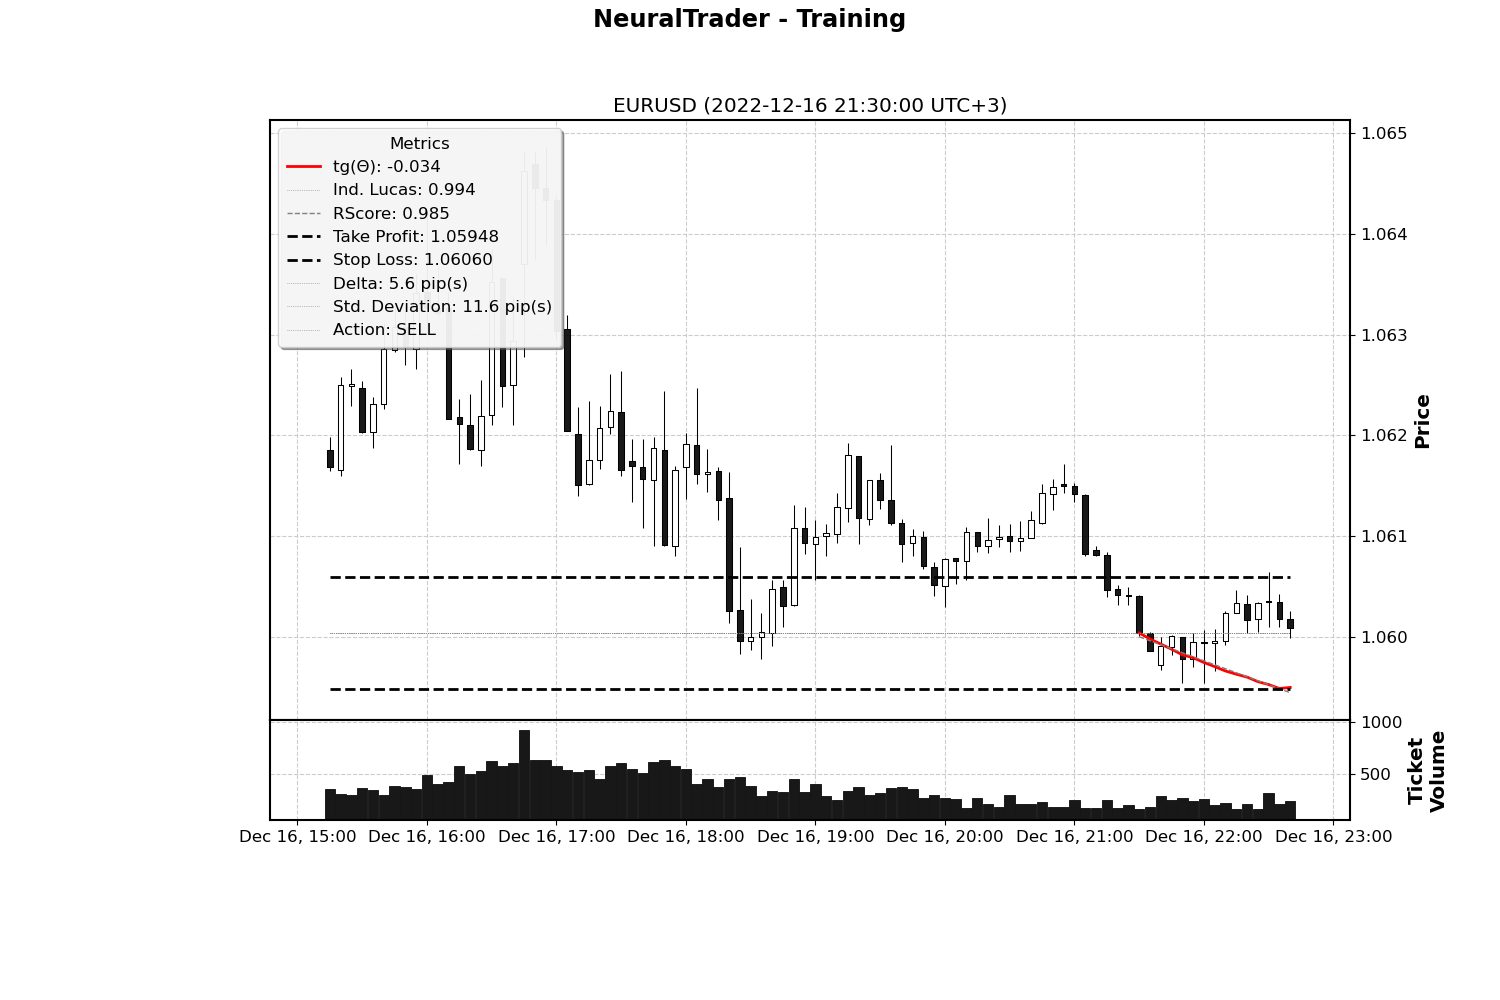 NeuralTrader - Training
EURUSD (2022-12-16 21:30:00 UTC+3)
Metrics
tg(Θ): -0.034
Ind. Lucas: 0.994
RScore: 0.985
Take Profit: 1.05948
Stop Loss: 1.06060
Delta: 5.6 pip(s)
Std. Deviation: 11.6 pip(s)
Action: SELL
1.065
1.064
1.063
1.062
1.061
1.060
Price
1000
500
Ticket
Volume
Dec 16, 15:00
Dec 16, 16:00
Dec 16, 17:00
Dec 16, 18:00
Dec 16, 19:00
Dec 16, 20:00
Dec 16, 21:00
Dec 16, 22:00
Dec 16, 23:00